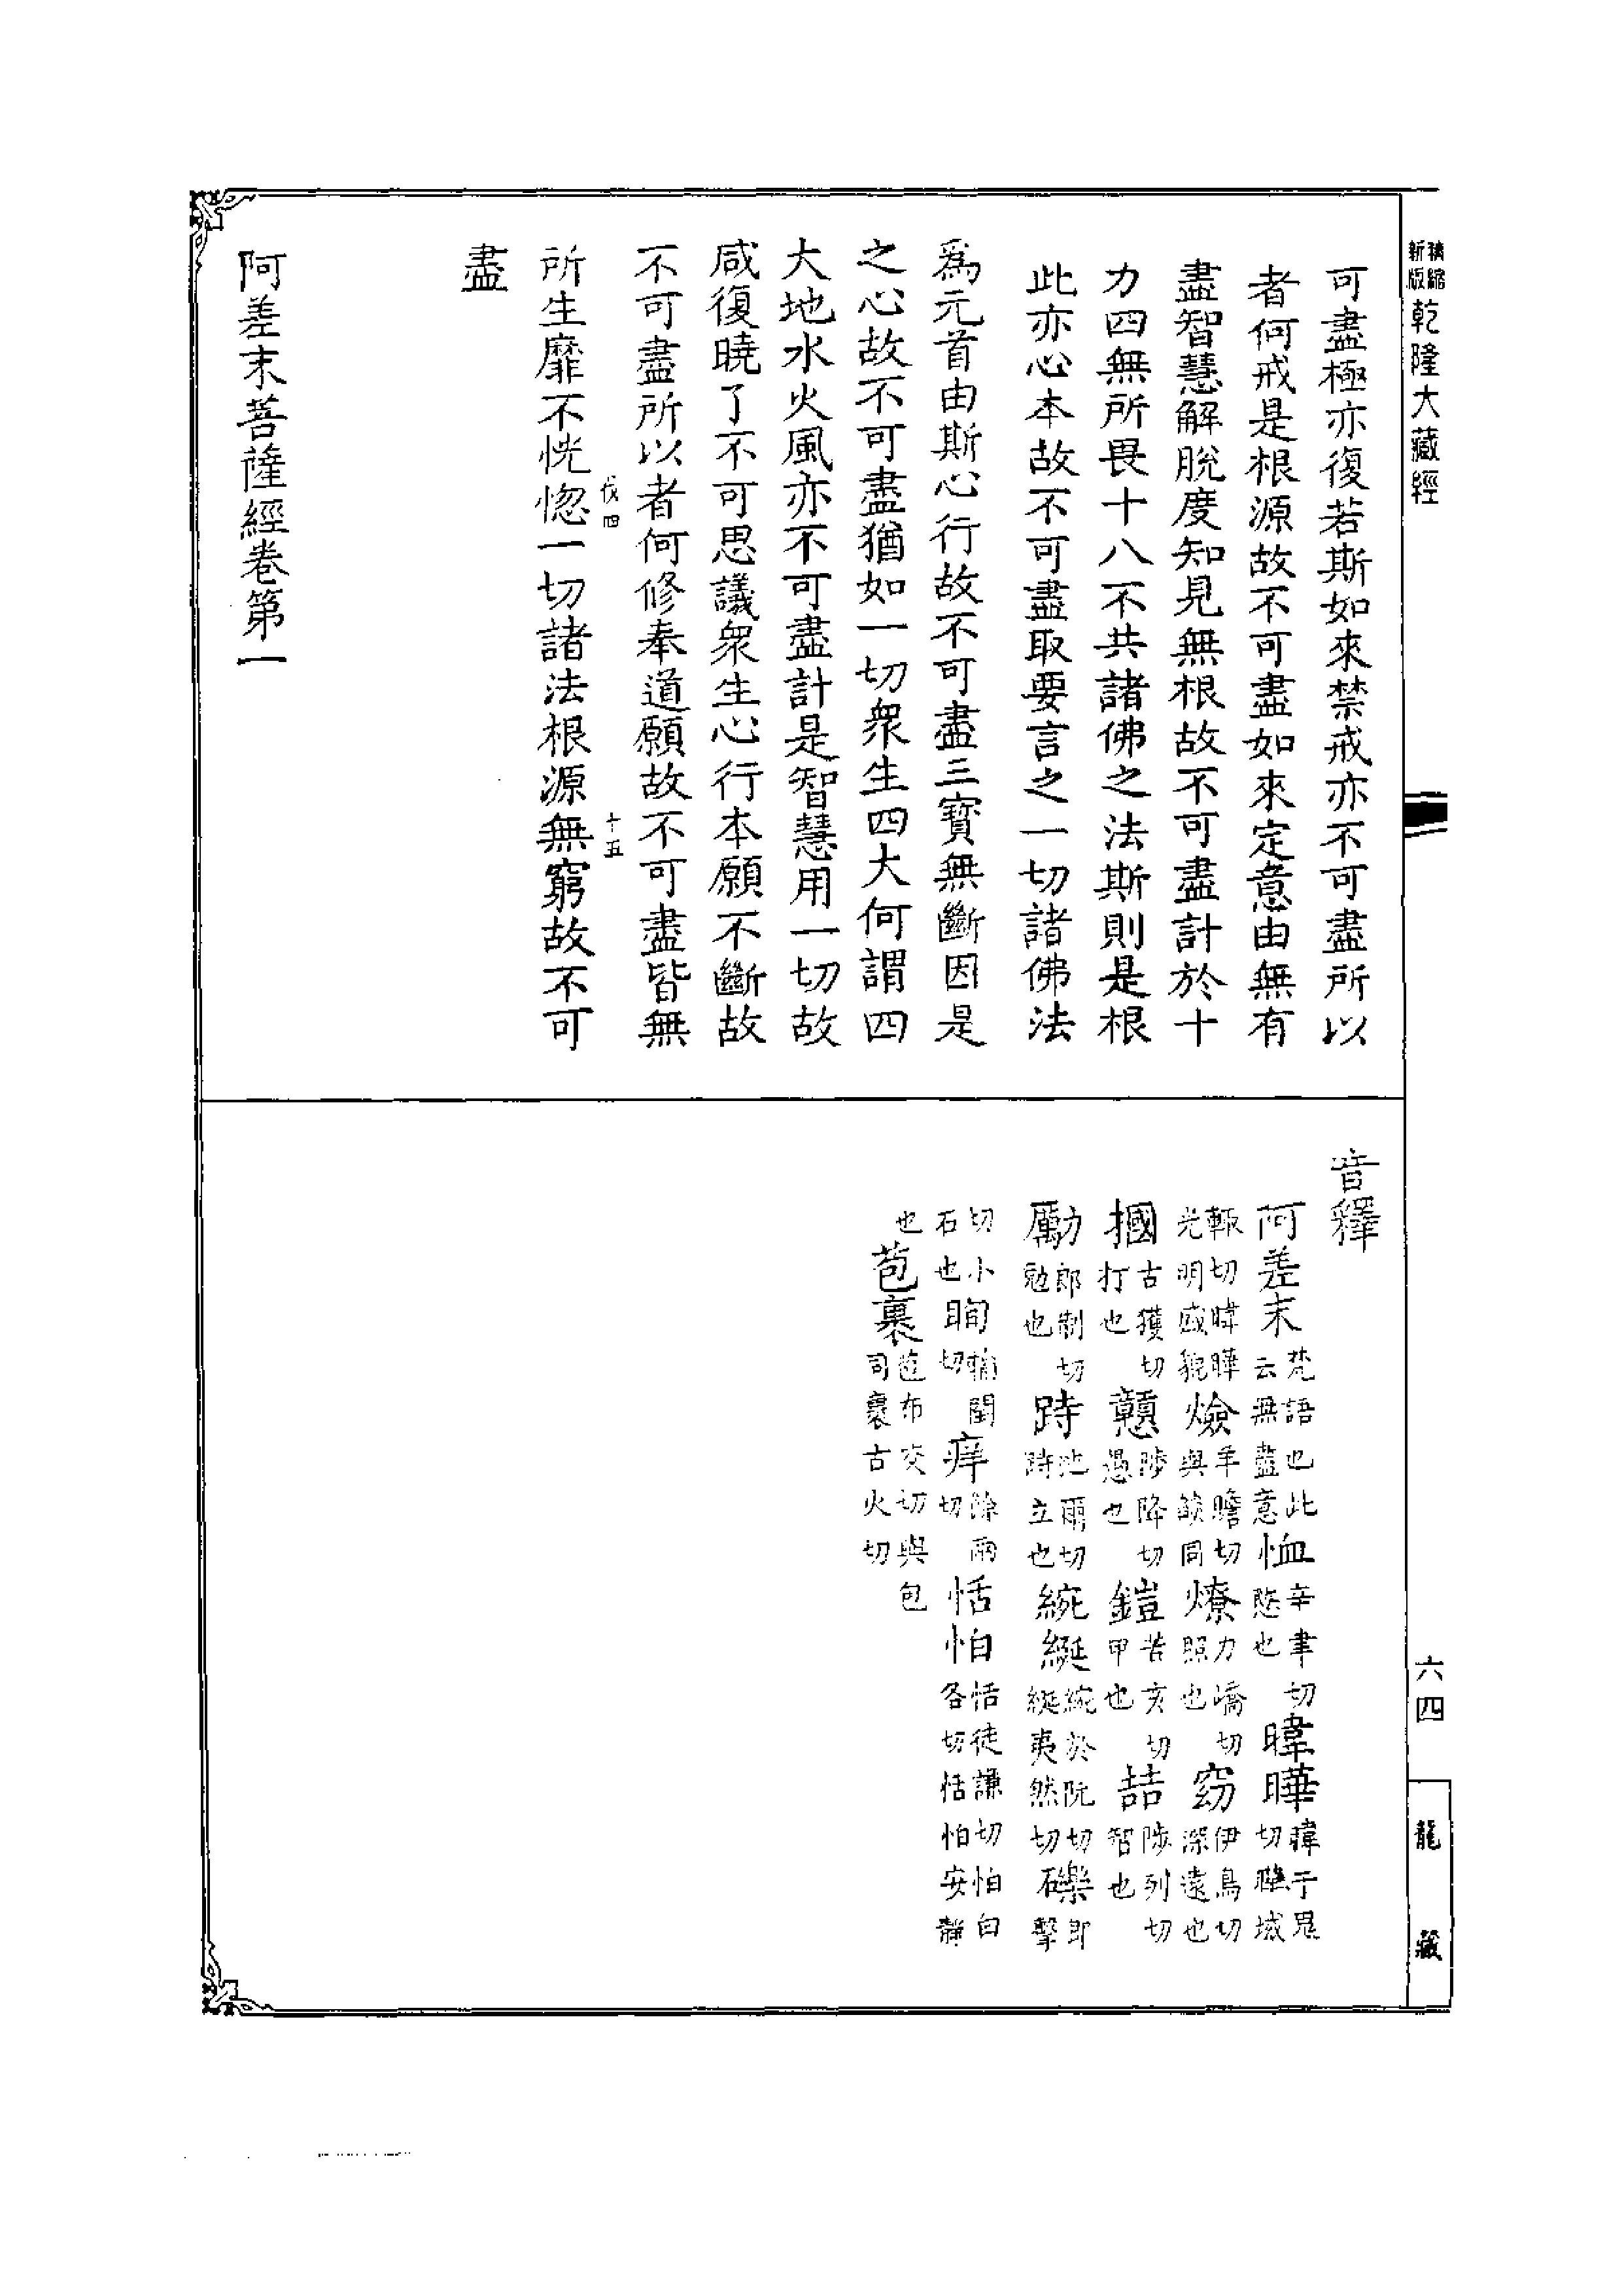 新版精縮乾隆大藏經
六四
龍藏
可盡極亦復若斯如來禁戒亦不可盡所以
者何戒是根源故不可盡如來定意由無有
盡智慧解脫度知見無根故不可盡計於十
力四無所畏十八不共諸佛之法斯則是根
此亦心本故不可盡取要言之一切諸佛法
爲元首由斯心行故不可盡三寶無斷因是
之心故不可盡猶如一切衆生四大何謂四
大地水火風亦不可盡計是智慧用一切故
咸復曉了不可思議衆生心行本願不斷故
不可盡所以者何修奉道願故不可盡皆無
伐四 十五
所生靡不恍惚一切諸法根源無窮故不可
盡
阿差末菩薩經卷第一
音釋
阿差末梵語也此云無盡意恤辛聿切愍也暐曄暐于鬼切曄域
輒切暐曄光明盛貌爓手瞻切與燄同燎力嶠切照也窈伊鳥切深遠也
摑古獲切打也戇陟降切愚也鎧苦亥切甲也喆陟列切智也
勵郎制切勉也跱池爾切跱立也綩綖綩於阮切綖夷然切礫郎擊
切小石也眴輔閏切痒餘兩切恬怕恬徒謙切怕白各切恬怕安靜
也苞裹苞布交切與包同裹古火切